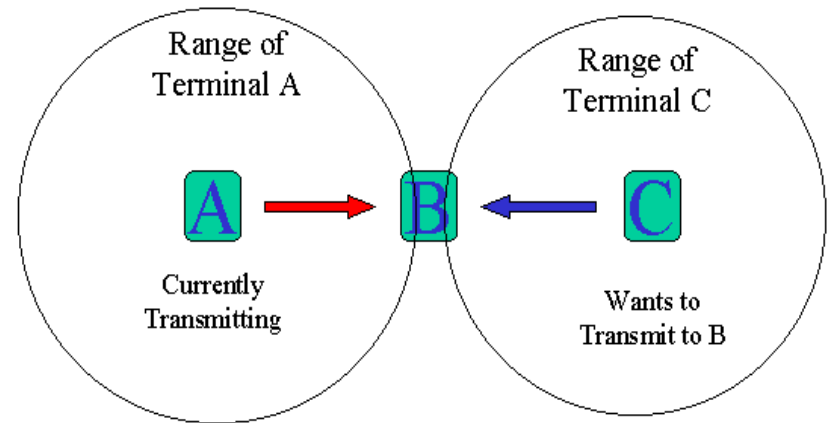 Range of
Terminal A
Range of
Terminal C
A
B
C
Currently
Transmitting
Wants to
Transmit to B